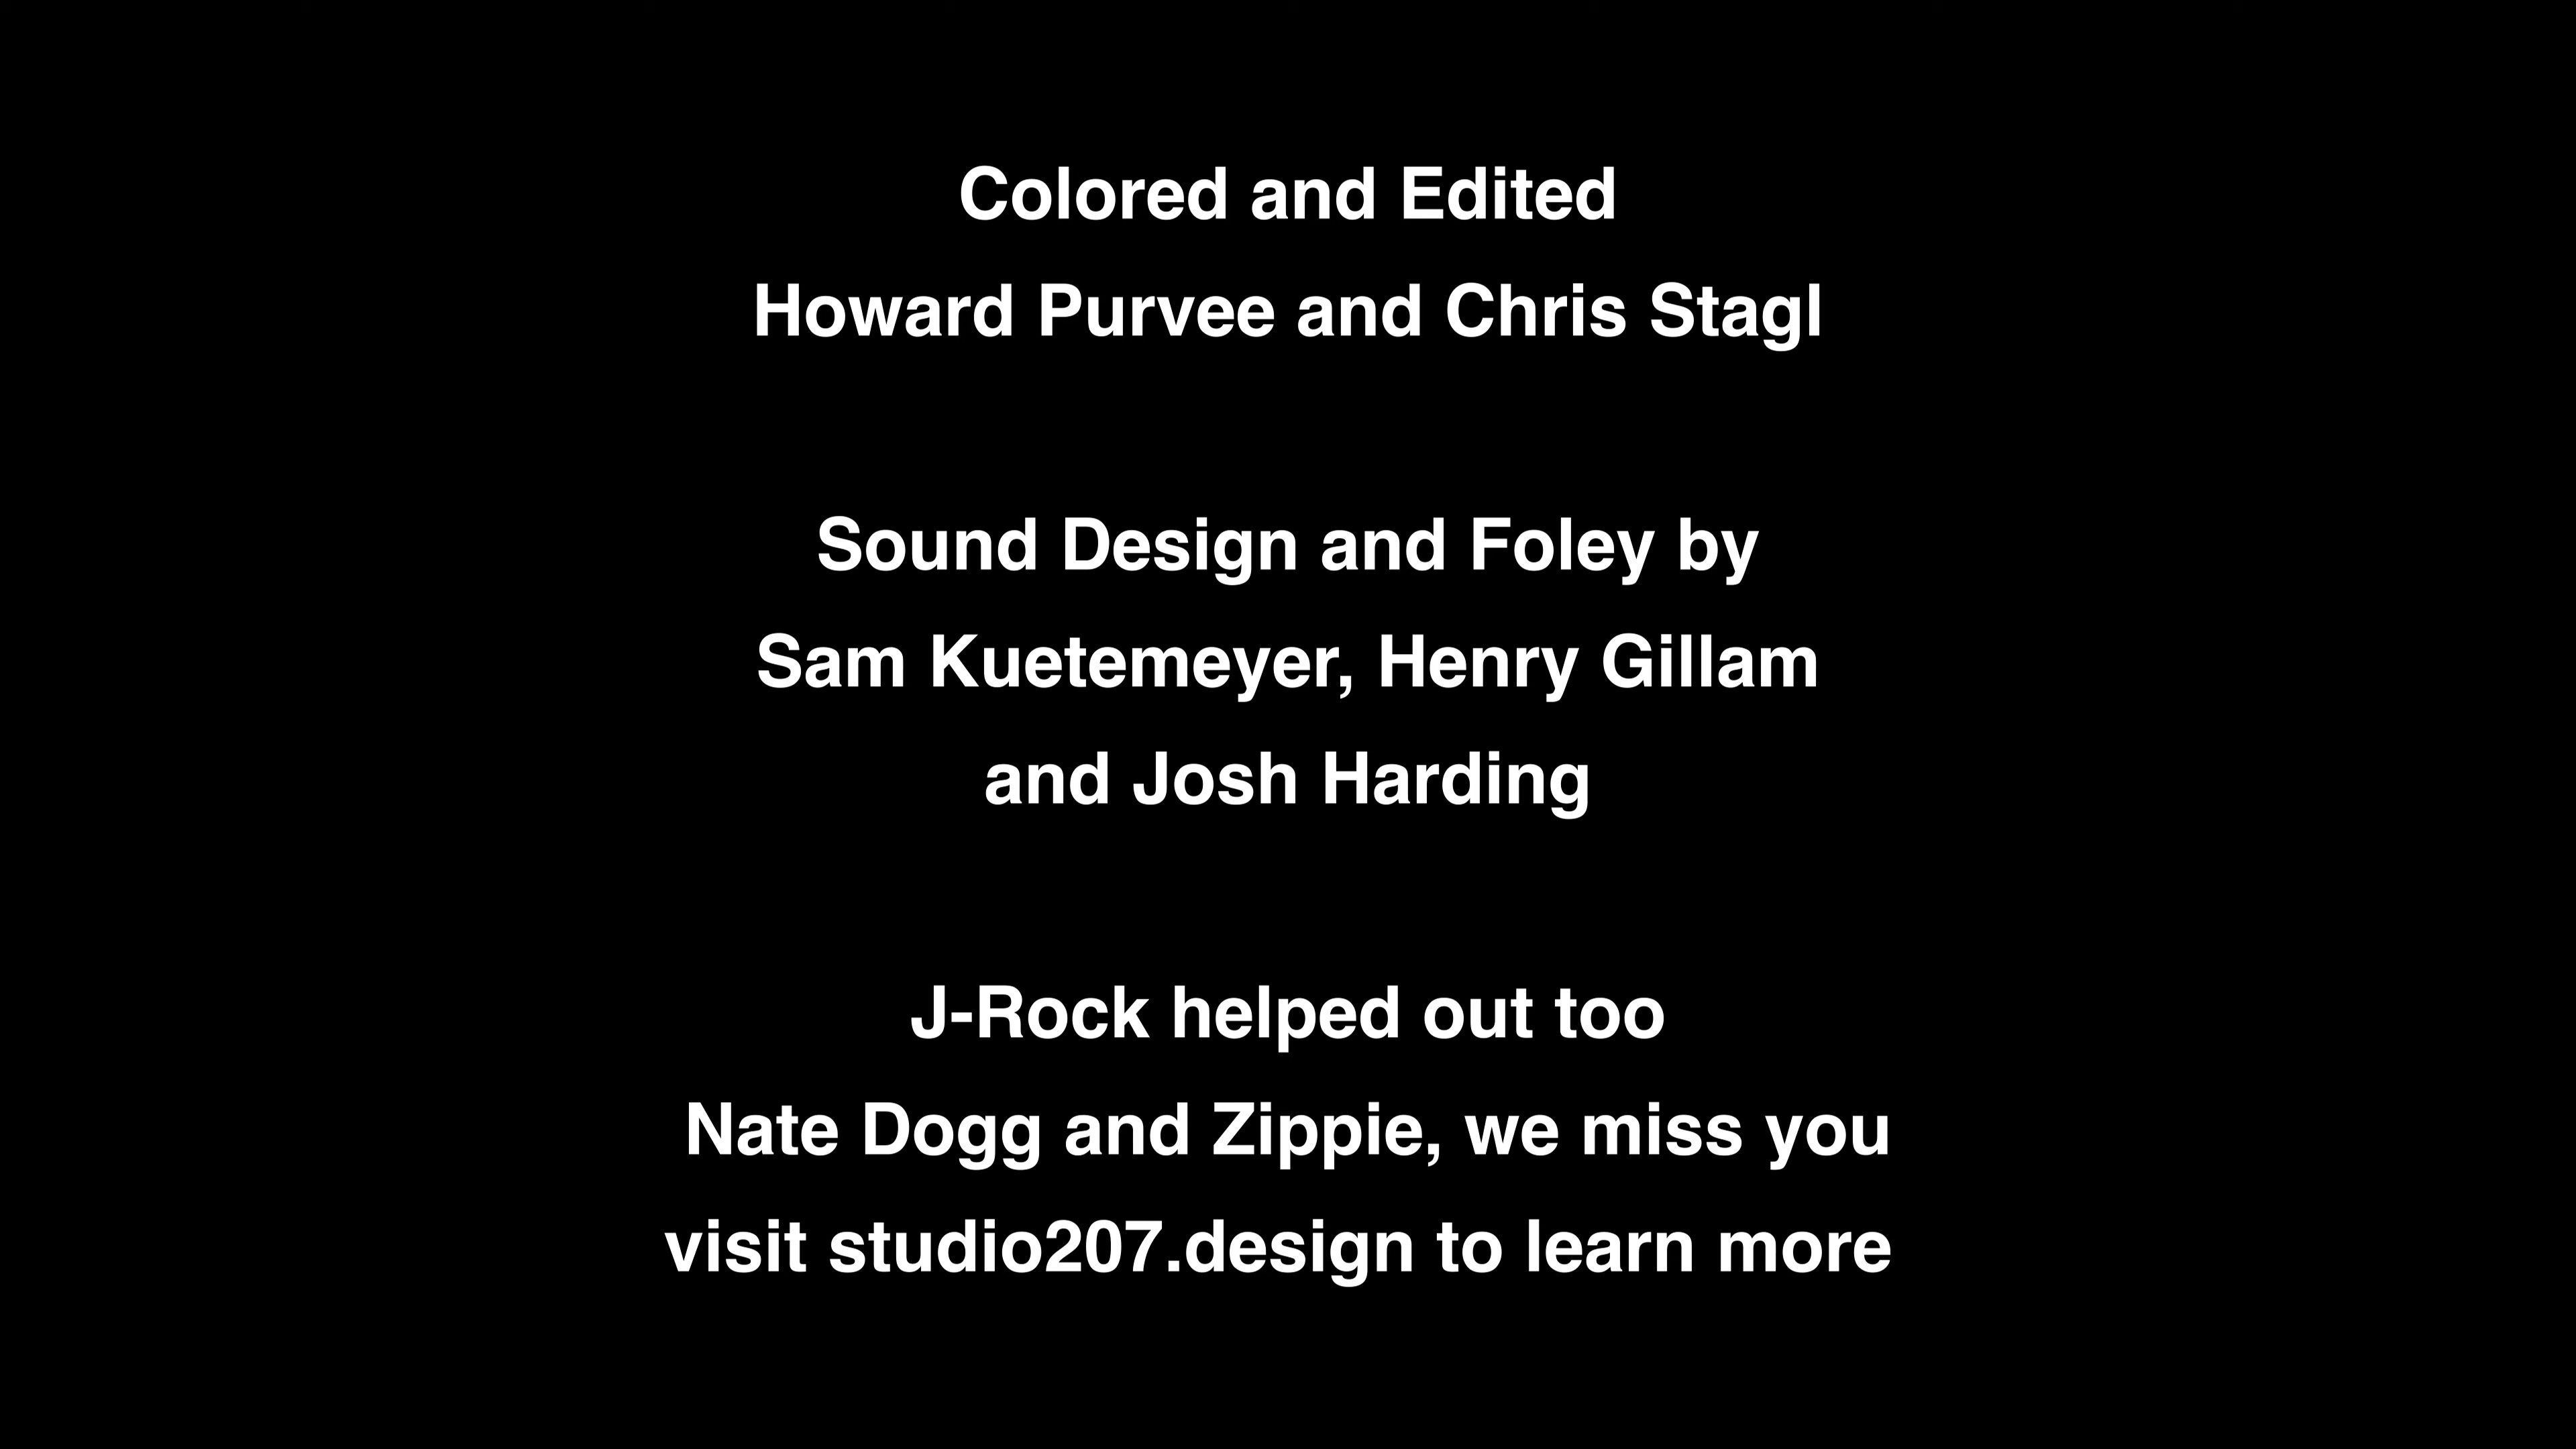 Colored and Edited
Howard Purvee and Chris Stagl
Sound Design and Foley by
Sam Kuetemeyer, Henry Gillam
and Josh Harding
J-Rock helped out too
Nate Dogg and Zippie, we miss you
visit studio207.design to learn more